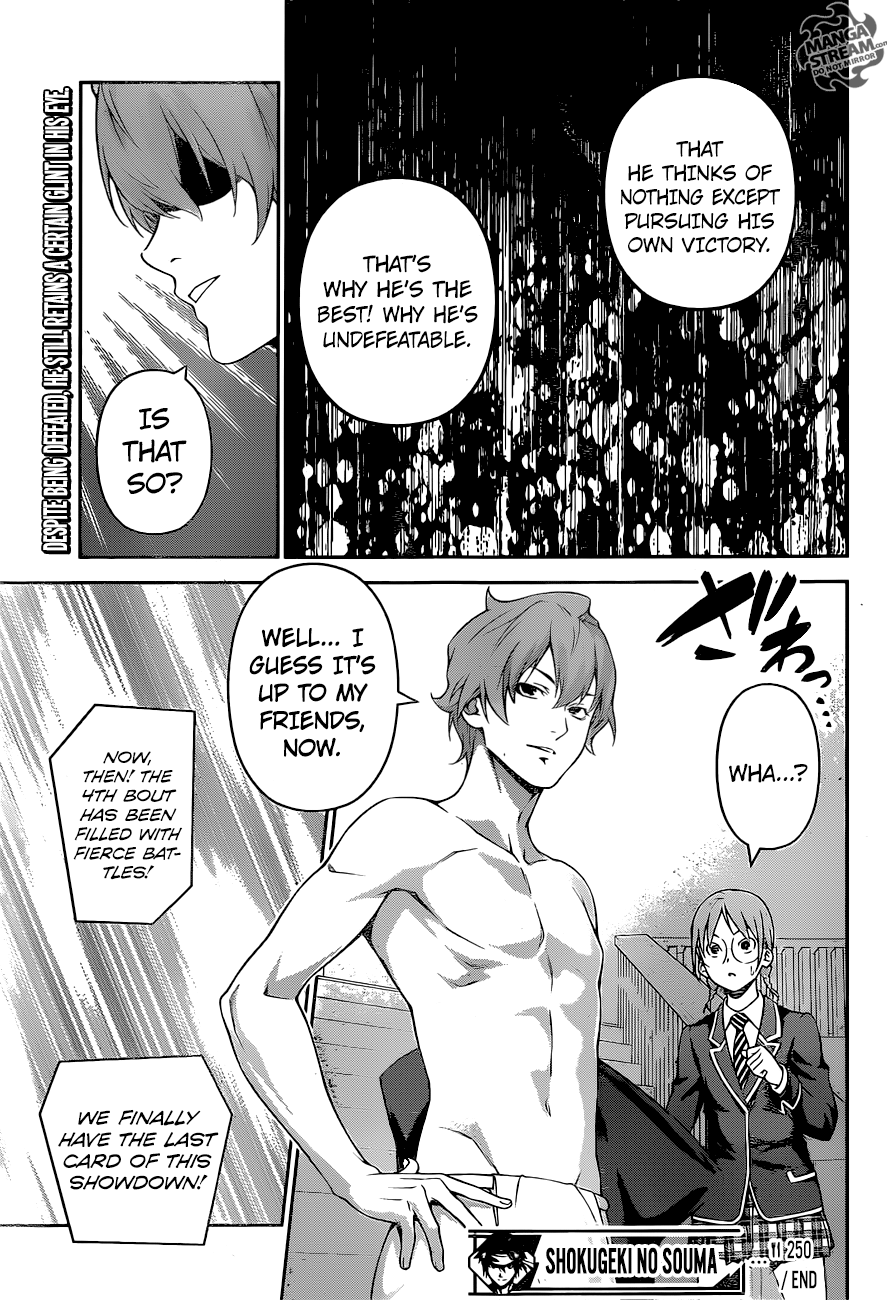 MANGA
STREAM.com
DO NOT MIRROR
THAT
HE THINKS OF
NOTHING EXCEPT
PURSUING HIS
OWN VICTORY.
THAT'S
WHY HE'S THE
BEST! WHY HE'S
UNDEFEATABLE.
IS
THAT
SO?
DESPITE BEING DEFEATED, HE STILL RETAINS A CERTAIN GLINT IN HIS EYE.
ざわっ…
WHA...?
WELL... I
GUESS IT'S
UP TO MY
FRIENDS,
NOW.
NOW,
THEN! THE
4TH BOUT
HAS BEEN
FILLED WITH
FIERCE BAT-
TLES!
WE FINALLY
HAVE THE LAST
CARD OF THIS
SHOWDOWN!
SHOKUGEKI NO SOUMA
.....250
/ END